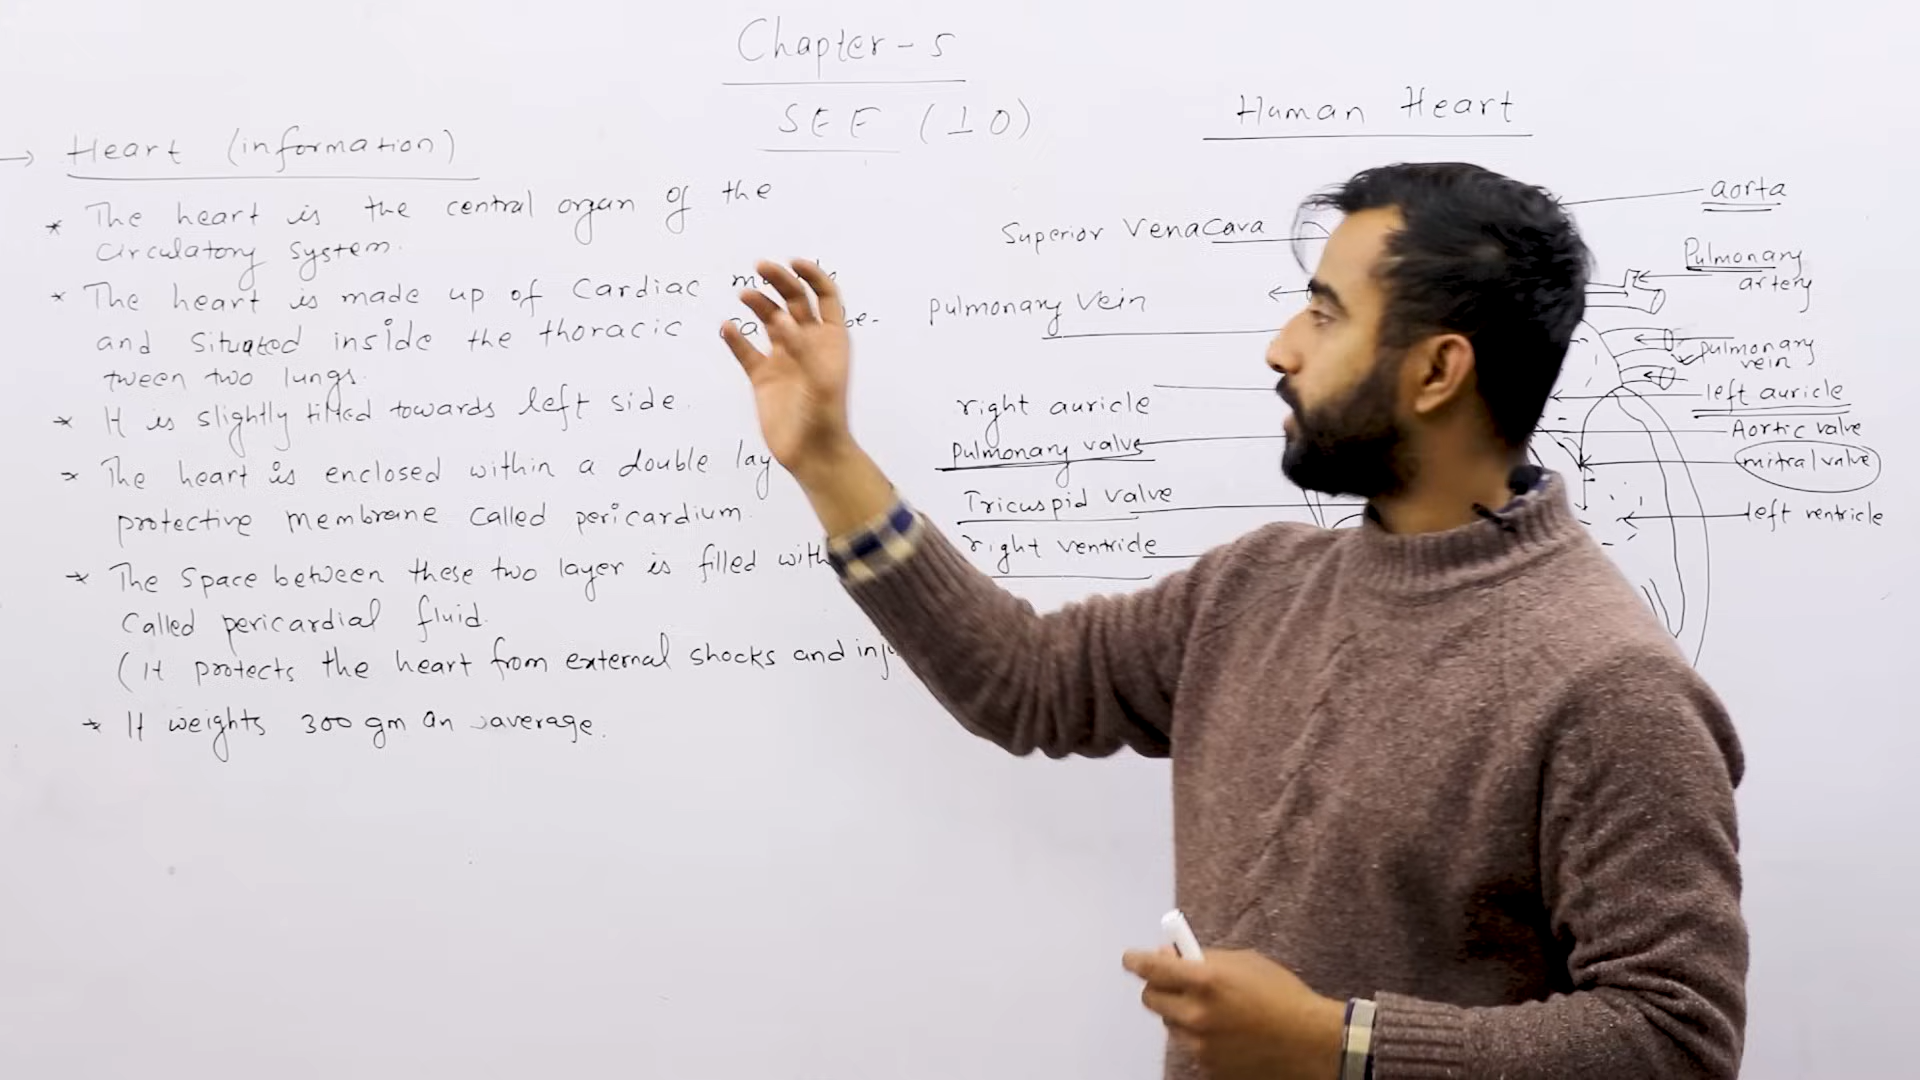 Chapter - 5
SEE (10)
Human Heart
→ Heart (information)
* The heart is the central organ of the
circulatory system.
* The heart is made up of cardiac
and situated inside the thoracic be-
tween two lungs.
* It is slightly tilted towards left side.
* The heart is enclosed within a double
protective membrane called pericardium.
* The space between these two layer is filled with
called pericardial fluid.
(It protects the heart from external shocks and
* It weights 300 gm an average.
Superior Venacava
Pulmonary Vein
right auricle
Pulmonary valve
Tricuspid valve
right ventricle
aorta
Pulmonary
artery
pulmonary
vein
left auricle
Aortic valve
mitral valve
left ventricle